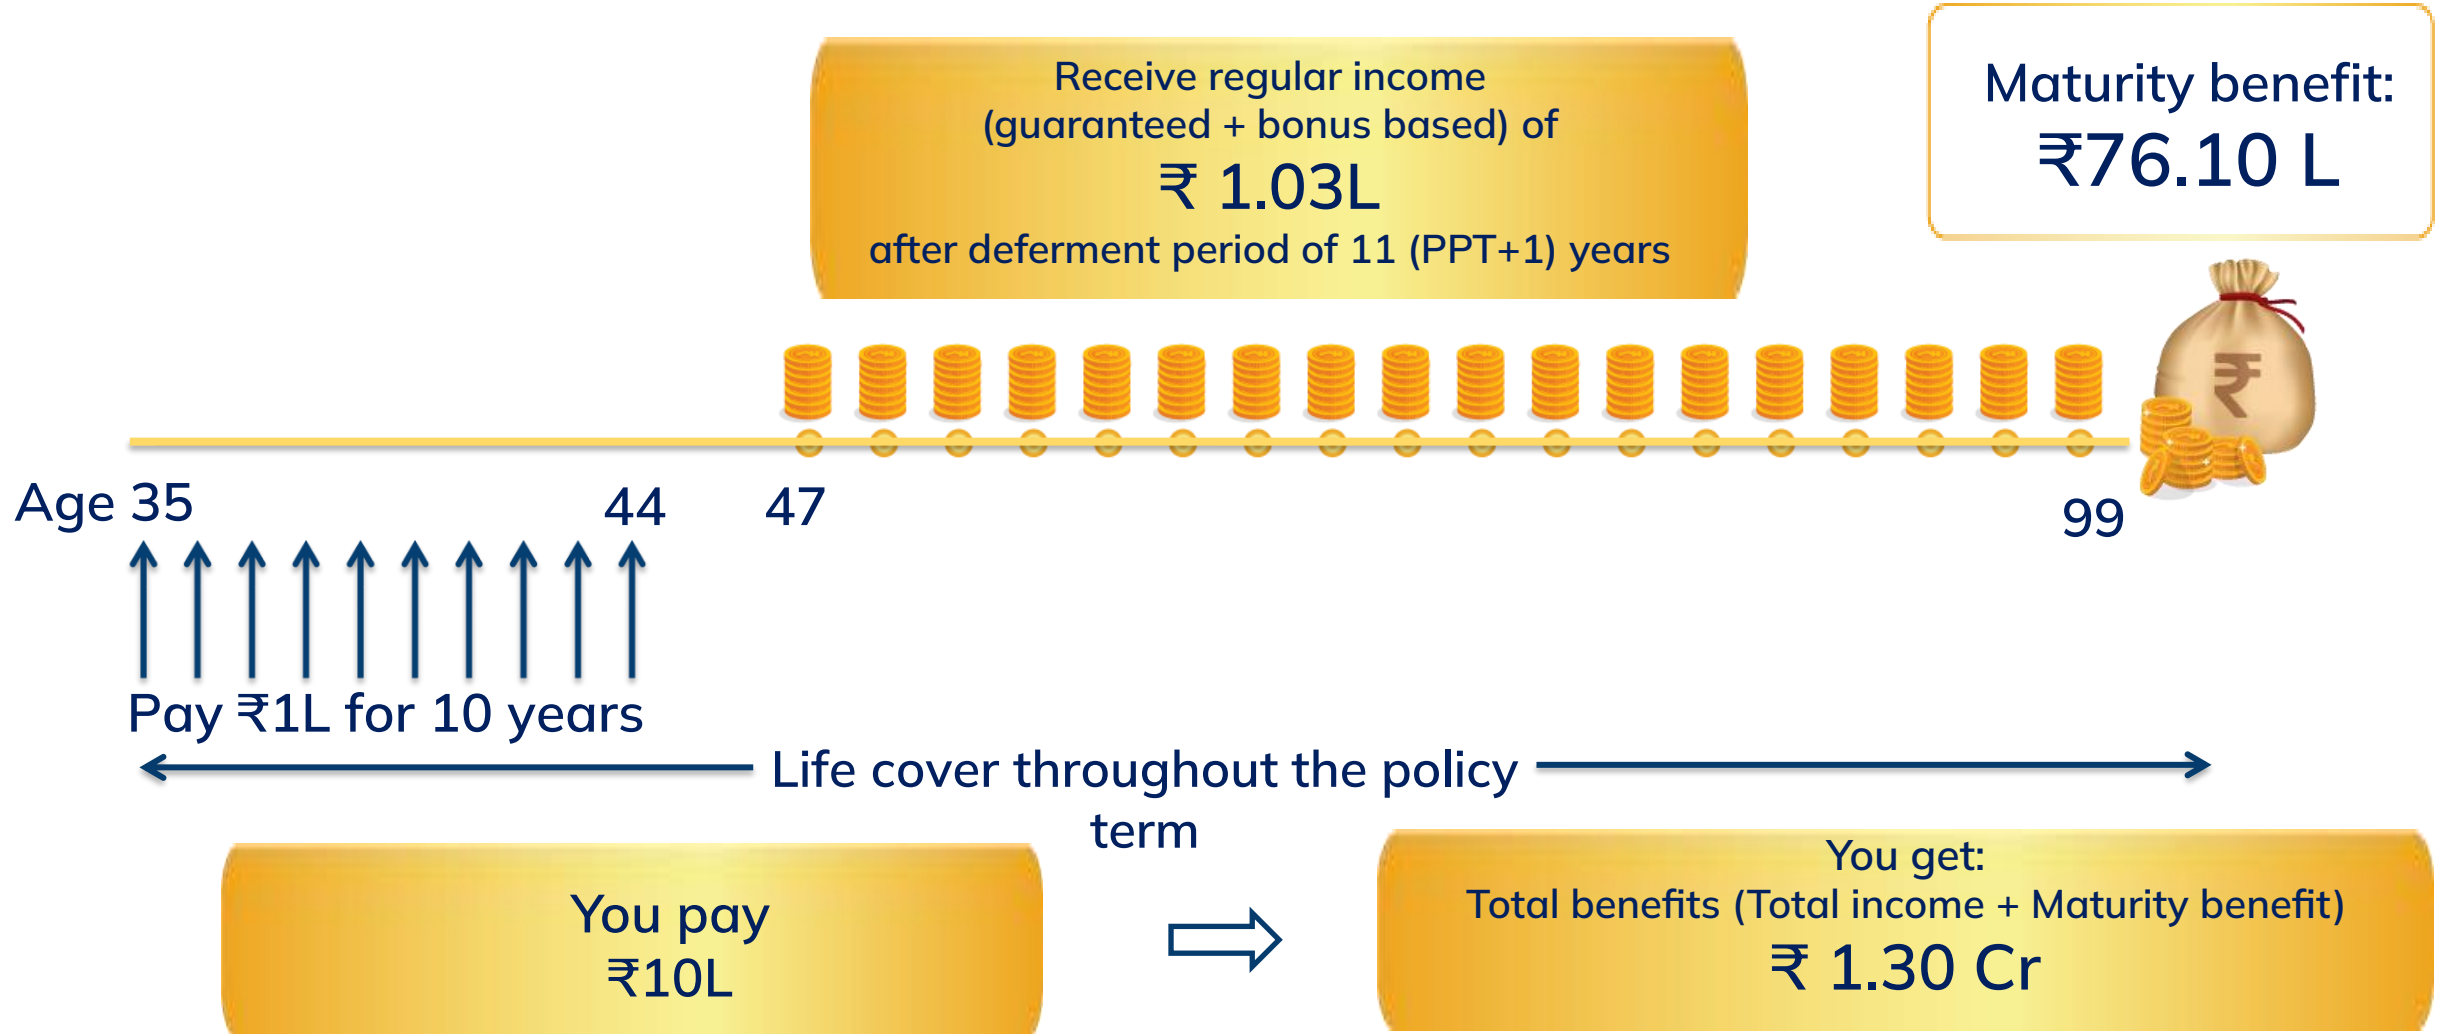 Receive regular income
(guaranteed + bonus based) of
₹ 1.03L
after deferment period of 11 (PPT+1) years
Maturity benefit:
₹76.10 L
₹
Age 35
44
47
99
Pay ₹1L for 10 years
Life cover throughout the policy
term
You pay
₹10L
You get:
Total benefits (Total income + Maturity benefit)
₹ 1.30 Cr